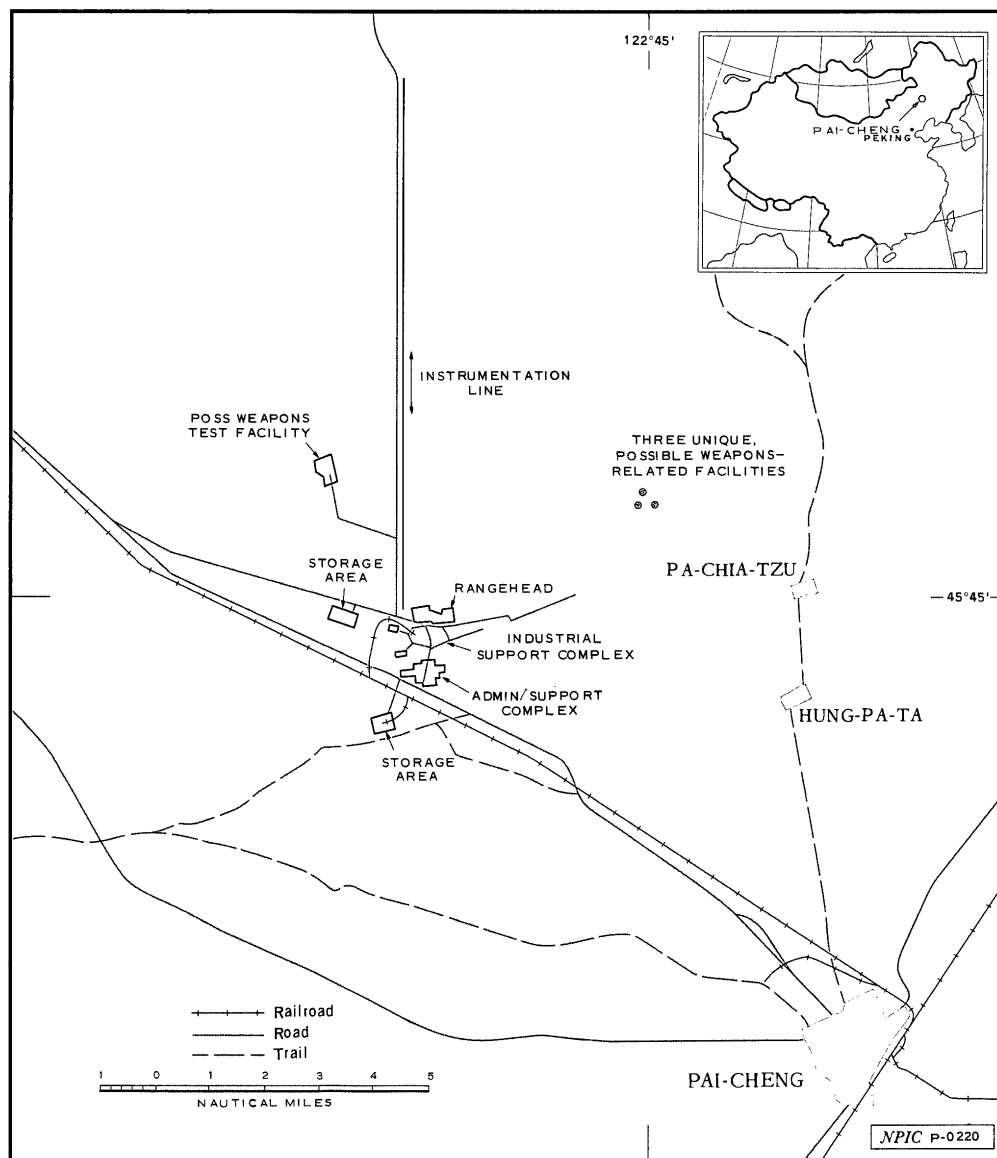 122°45'
PAI-CHENG
PEKING
INSTRUMENTATION
LINE
POSS WEAPONS
TEST FACILITY
THREE UNIQUE,
POSSIBLE WEAPONS-
RELATED FACILITIES
STORAGE
AREA
RANGEHEAD
PA-CHIA-TZU
45°45'
INDUSTRIAL
SUPPORT COMPLEX
ADMIN/SUPPORT
COMPLEX
HUNG-PA-TA
STORAGE
AREA
Railroad
Road
Trail
1 0 1 2 3 4 5
NAUTICAL MILES
PAI-CHENG
NPIC P-0220